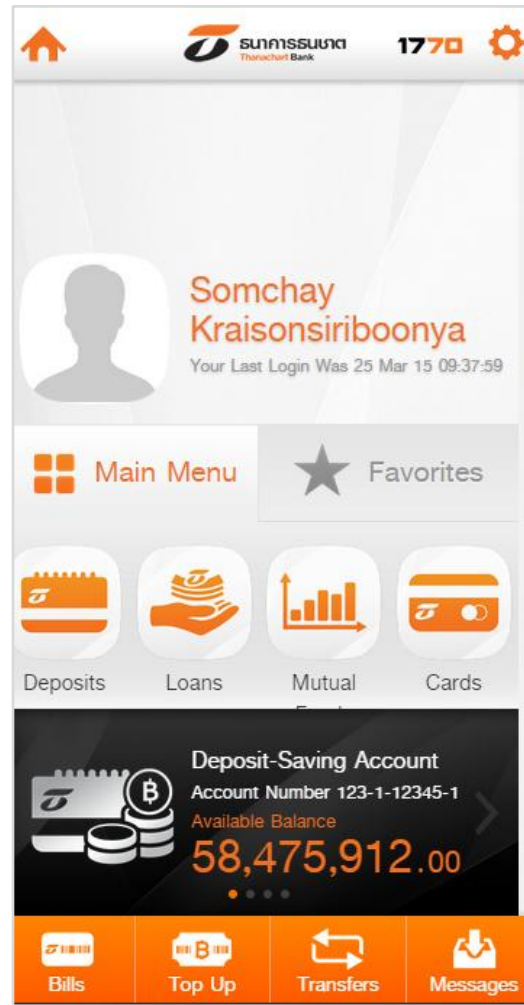 ธนาคารธนชาต
Thanachart Bank
1770
Somchay
Kraisonsiriboonya
Your Last Login Was 25 Mar 15 09:37:59
Main Menu
Favorites
Deposits
Loans
Mutual
Cards
Deposit-Saving Account
Account Number 123-1-12345-1
Available Balance
58,475,912.00
Bills
Top Up
Transfers
Messages